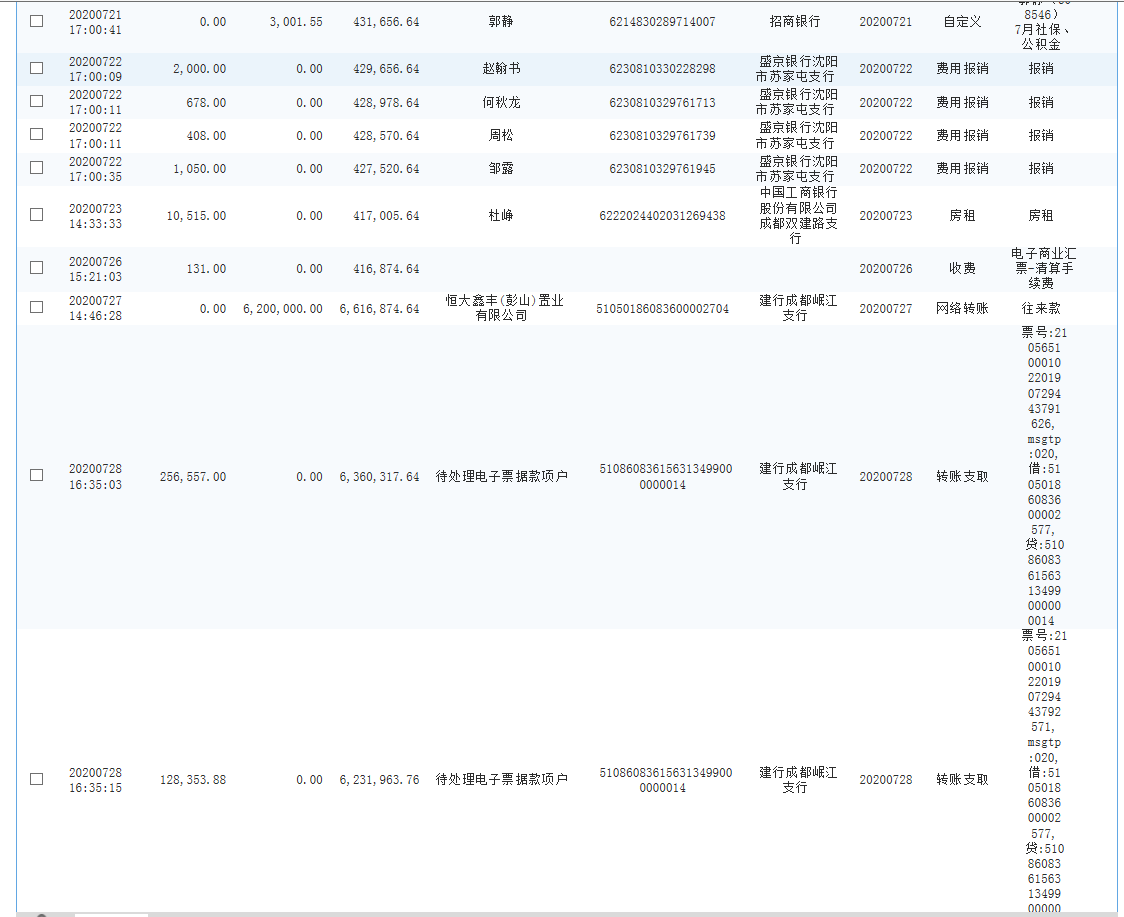 20200721
17:00:41
0.00
3,001.55
431,656.64
郭静
6214830289714007
招商银行
20200721
自定义
8546）
7月社保、
公积金
20200722
17:00:09
2,000.00
0.00
429,656.64
赵翰书
6230810330228298
盛京银行沈阳
市苏家屯支行
20200722
费用报销
报销
20200722
17:00:11
678.00
0.00
428,978.64
何秋龙
6230810329761713
盛京银行沈阳
市苏家屯支行
20200722
费用报销
报销
20200722
17:00:11
408.00
0.00
428,570.64
周松
6230810329761739
盛京银行沈阳
市苏家屯支行
20200722
费用报销
报销
20200722
17:00:35
1,050.00
0.00
427,520.64
邹露
6230810329761945
盛京银行沈阳
市苏家屯支行
20200722
费用报销
报销
20200723
14:33:33
10,515.00
0.00
417,005.64
杜峥
6222024402031269438
中国工商银行
股份有限公司
成都双建路支
行
20200723
房租
房租
20200726
15:21:03
131.00
0.00
416,874.64
20200726
收费
电子商业汇
票-清算手
续费
20200727
14:46:28
0.00
6,200,000.00
6,616,874.64
恒大鑫丰(彭山)置业
有限公司
51050186083600002704
建行成都岷江
支行
20200727
网络转账
往来款
20200728
16:35:03
256,557.00
0.00
6,360,317.64
待处理电子票据款项户
51086083615631349900
0000014
建行成都岷江
支行
20200728
转账支取
票号:21
05651
00010
22019
07294
43791
626,
msgtp
:020,
借:51
05018
60836
00002
577,
贷:510
86083
61563
13499
00000
0014
20200728
16:35:15
128,353.88
0.00
6,231,963.76
待处理电子票据款项户
51086083615631349900
0000014
建行成都岷江
支行
20200728
转账支取
票号:21
05651
00010
22019
07294
43792
571,
msgtp
:020,
借:51
05018
60836
00002
577,
贷:510
86083
61563
13499
00000